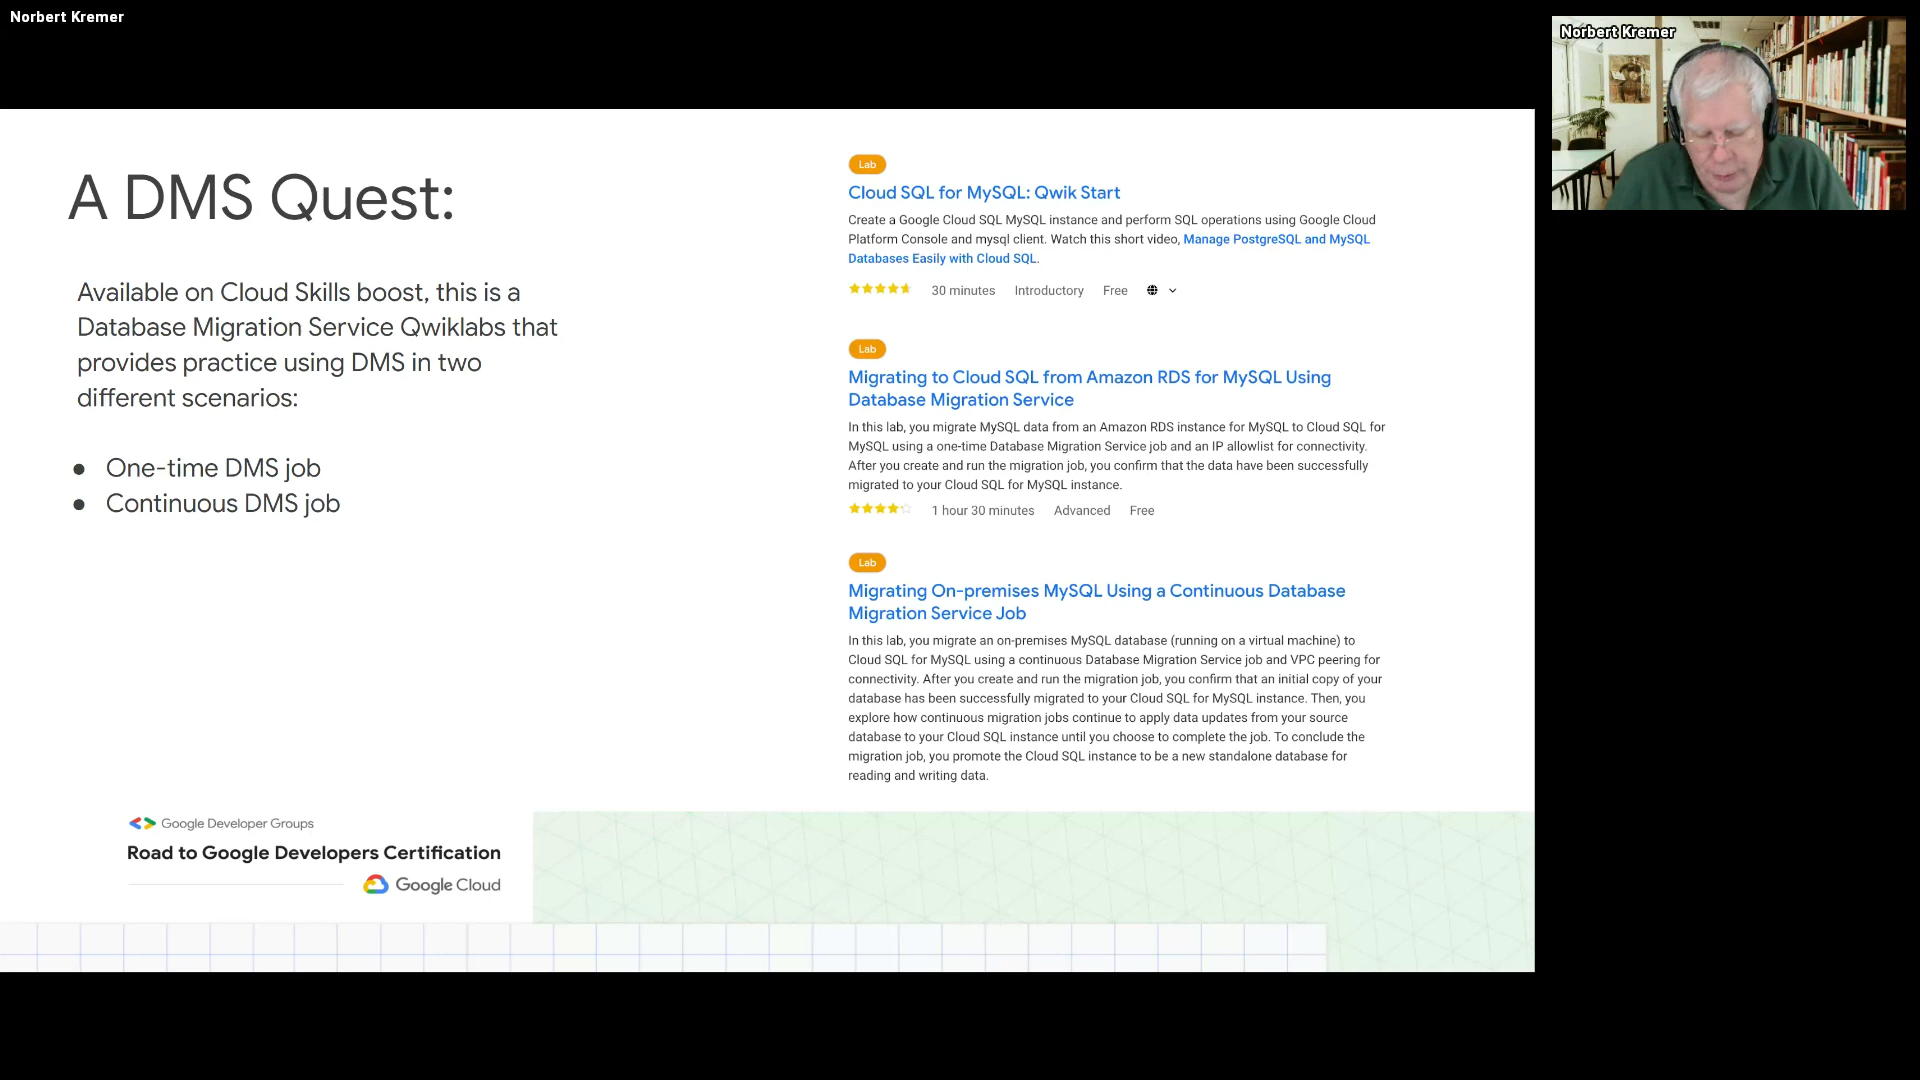 Norbert Kremer
Norbert Kremer
A DMS Quest:
Available on Cloud Skills boost, this is a
Database Migration Service Qwiklabs that
provides practice using DMS in two
different scenarios:
● One-time DMS job
● Continuous DMS job
Lab
Cloud SQL for MySQL: Qwik Start
Create a Google Cloud SQL MySQL instance and perform SQL operations using Google Cloud
Platform Console and mysql client. Watch this short video, Manage PostgreSQL and MySQL
Databases Easily with Cloud SQL.
30 minutes Introductory Free
Lab
Migrating to Cloud SQL from Amazon RDS for MySQL Using
Database Migration Service
In this lab, you migrate MySQL data from an Amazon RDS instance for MySQL to Cloud SQL for
MySQL using a one-time Database Migration Service job and an IP allowlist for connectivity.
After you create and run the migration job, you confirm that the data have been successfully
migrated to your Cloud SQL for MySQL instance.
1 hour 30 minutes Advanced Free
Lab
Migrating On-premises MySQL Using a Continuous Database
Migration Service Job
In this lab, you migrate an on-premises MySQL database (running on a virtual machine) to
Cloud SQL for MySQL using a continuous Database Migration Service job and VPC peering for
connectivity. After you create and run the migration job, you confirm that an initial copy of your
database has been successfully migrated to your Cloud SQL for MySQL instance. Then, you
explore how continuous migration jobs continue to apply data updates from your source
database to your Cloud SQL instance until you choose to complete the job. To conclude the
migration job, you promote the Cloud SQL instance to be a new standalone database for
reading and writing data.
Google Developer Groups
Road to Google Developers Certification
Google Cloud